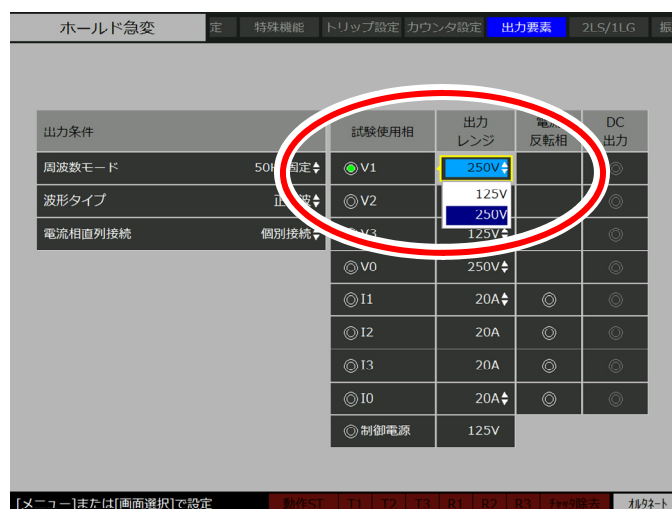 ホールド急変 定 特殊機能 トリップ設定 カウンタ設定 出力要素 2LS/1LG 振
出力条件 試験使用相 出力レンジ 反転相 DC出力
周波数モード 固定 V1 250V
波形タイプ V2 125V
250V
電流相直列接続 個別接続 V3 125V
V0 250V
I1 20A
I2 20A
I3 20A
I0 20A
制御電源 125V
[メニュー]または[画面選択]で設定 動作ST T1 T2 T3 R1 R2 R3 ﾁｬｯﾀ除去 ｵﾙﾀﾈｰﾄ